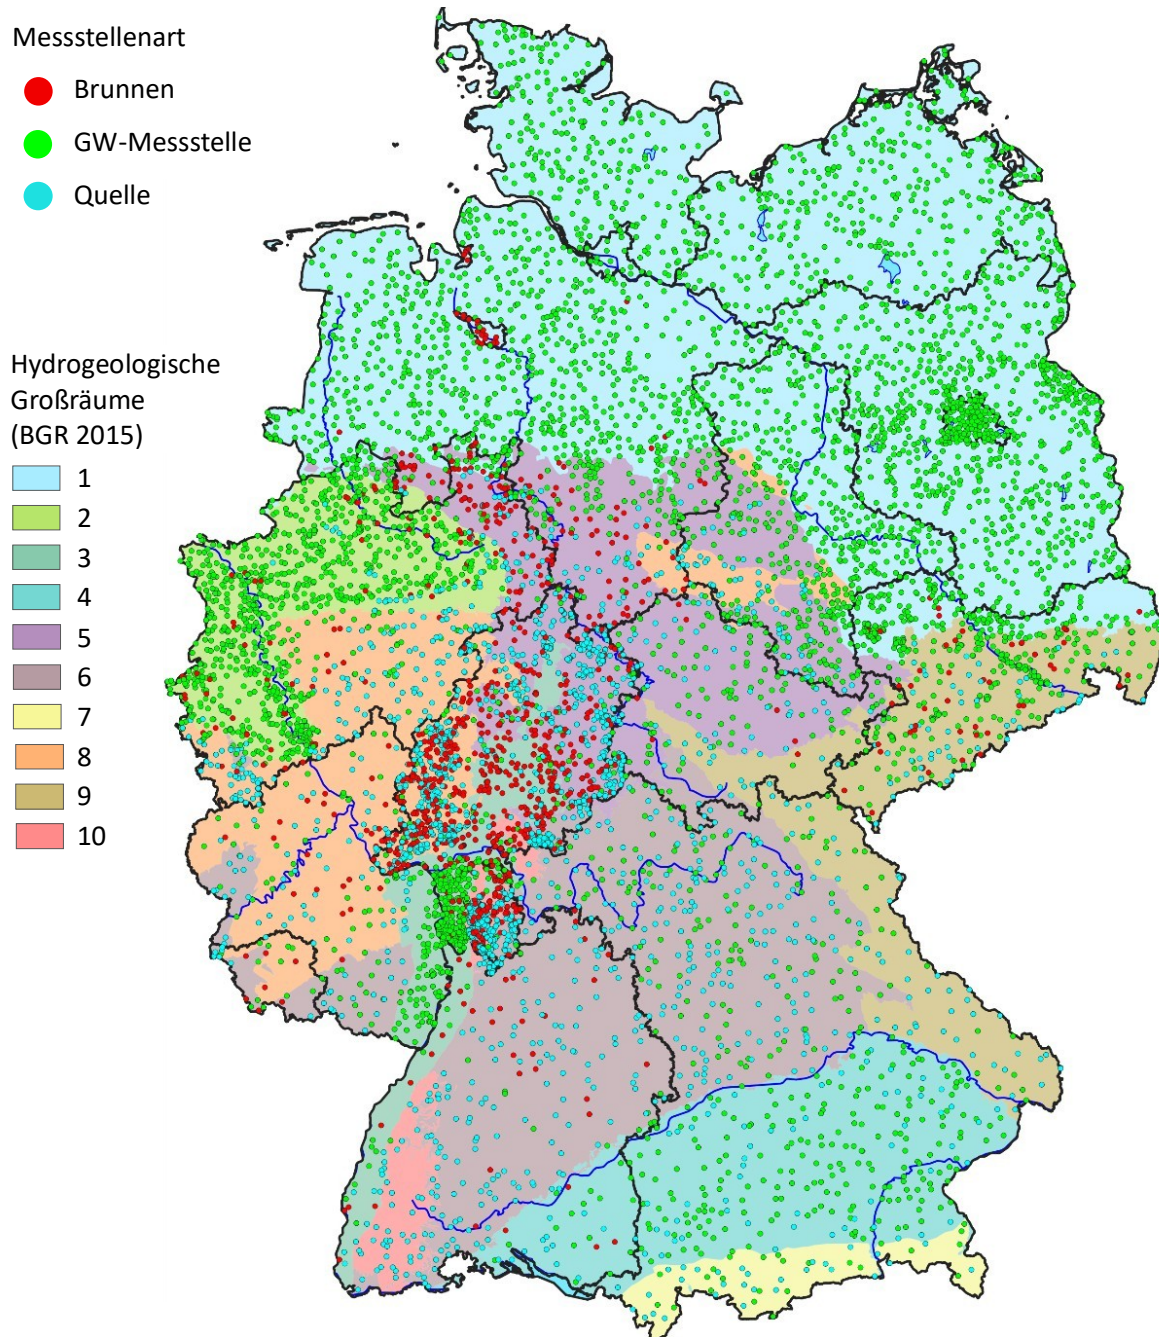 Messstellenart
Brunnen
GW-Messstelle
Quelle
Hydrogeologische
Großräume
(BGR 2015)
1
2
3
4
5
6
7
8
9
10